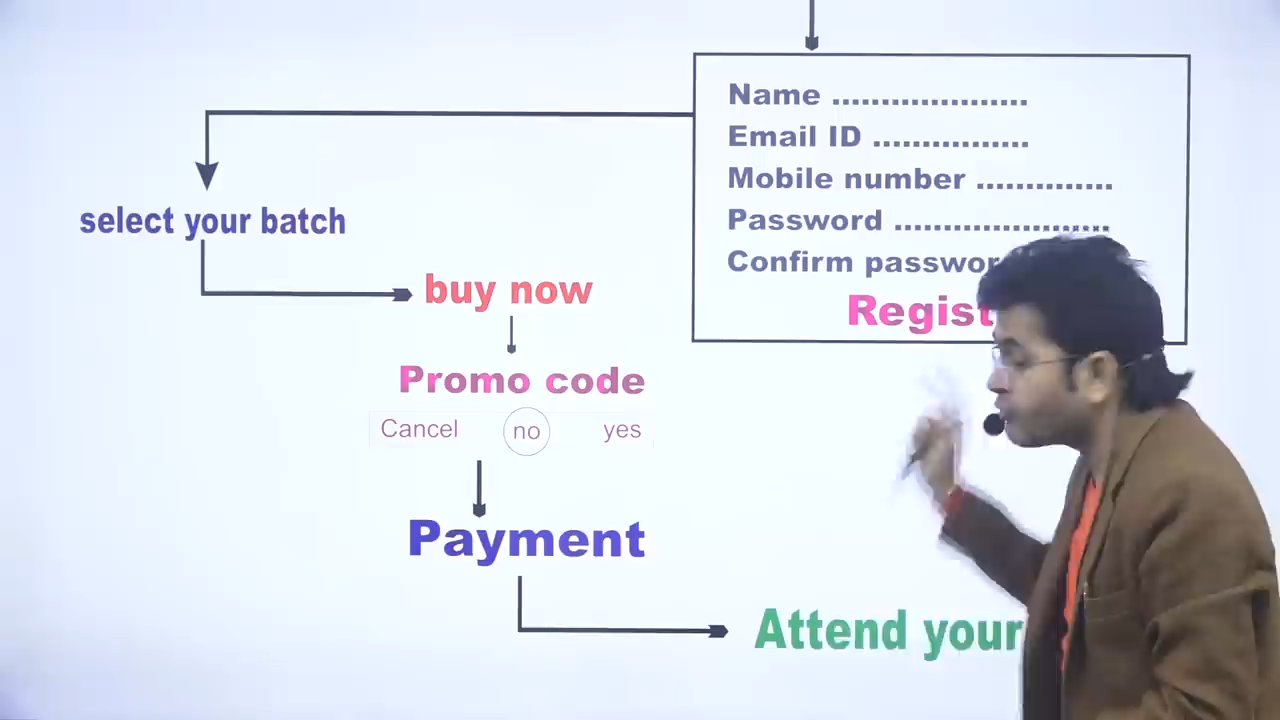 Name ....................
Email ID ................
Mobile number ..............
Password ......................
Confirm
select your batch
buy now
Promo code
Cancel no yes
Payment
Attend your